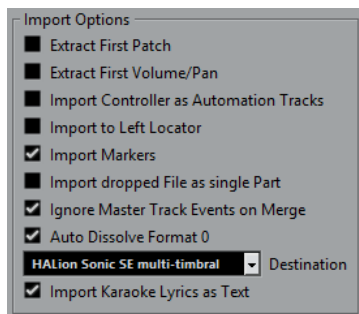 Import Options
Extract First Patch
Extract First Volume/Pan
Import Controller as Automation Tracks
Import to Left Locator
Import Markers
Import dropped File as single Part
Ignore Master Track Events on Merge
Auto Dissolve Format 0
HALion Sonic SE multi-timbral Destination
Import Karaoke Lyrics as Text